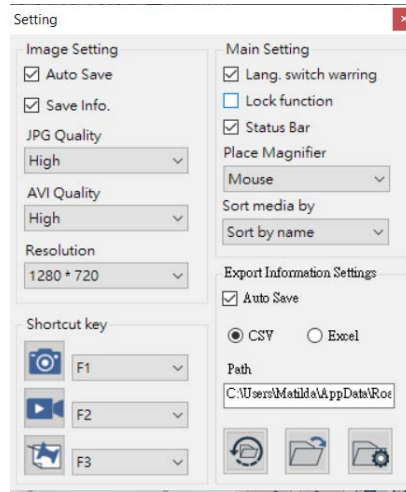 Setting
Image Setting
Auto Save
Save Info.
JPG Quality
High
AVI Quality
High
Resolution
1280 * 720
Shortcut key
F1
F2
F3
Main Setting
Lang. switch warring
Lock function
Status Bar
Place Magnifier
Mouse
Sort media by
Sort by name
Export Information Settings
Auto Save
CSV
Excel
Path
C:\Users\Matilda\AppData\Roa